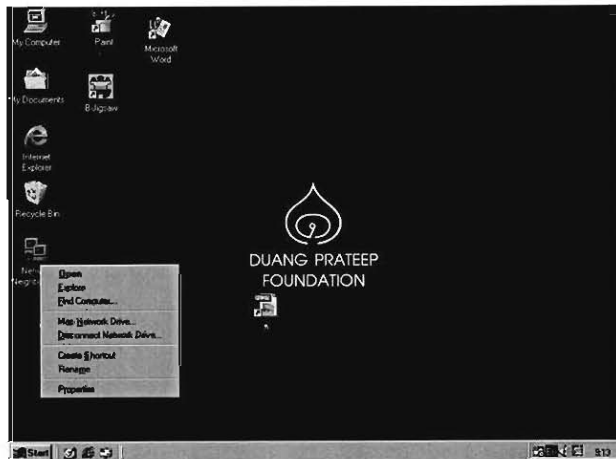 My Computer
Paint
Microsoft
Word
My Documents
B-Jigsaw
Internet
Explorer
Recycle Bin
DUANG PRATEEP
FOUNDATION
Open
Explore
Find Computer...
Map Network Drive...
Disconnect Network Drive...
Create Shortcut
Rename
Properties
Start